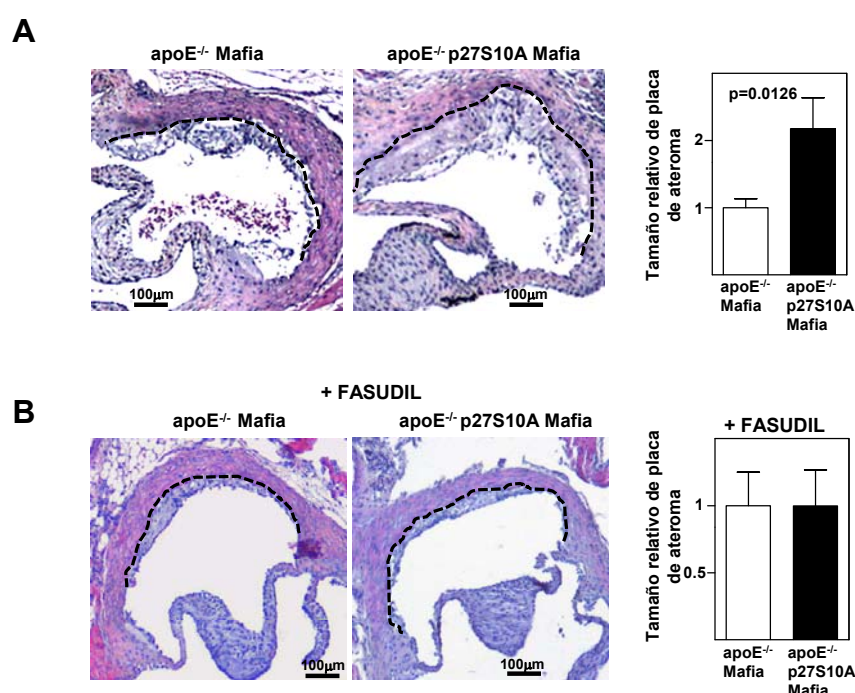 A
apoE-/- Mafia
apoE-/- p27S10A Mafia
100µm
100µm
Tamaño relativo de placa
de ateroma
p=0.0126
2
1
apoE-/-
Mafia
apoE-/-
p27S10A
Mafia
B
+ FASUDIL
apoE-/- Mafia
apoE-/- p27S10A Mafia
100µm
100µm
+ FASUDIL
Tamaño relativo de placa
de ateroma
1
0.5
apoE-/-
Mafia
apoE-/-
p27S10A
Mafia